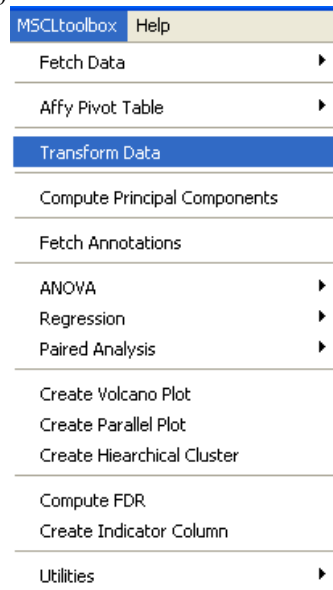 MSCLtoolbox Help
Fetch Data
Affy Pivot Table
Transform Data
Compute Principal Components
Fetch Annotations
ANOVA
Regression
Paired Analysis
Create Volcano Plot
Create Parallel Plot
Create Hiearchical Cluster
Compute FDR
Create Indicator Column
Utilities